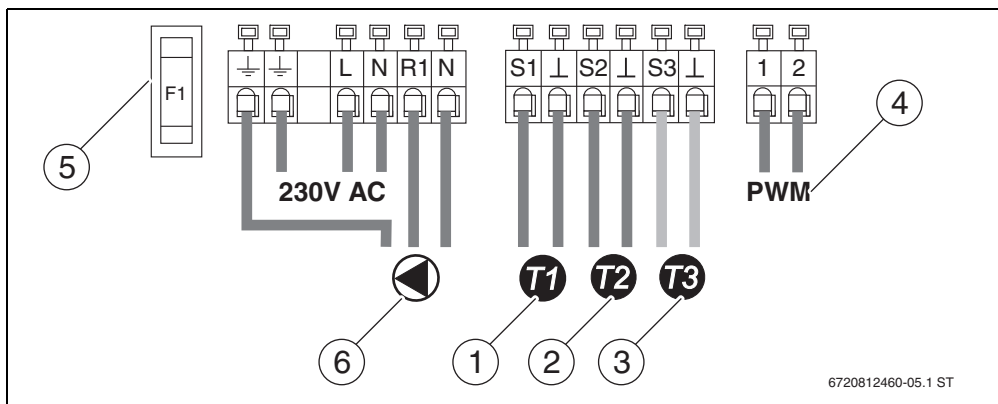 F1
L N R1 N
S1 ⊥ S2 ⊥ S3 ⊥
1 2
230V AC
PWM
T1 T2 T3
5
4
6 1 2 3
6720812460-05.1 ST